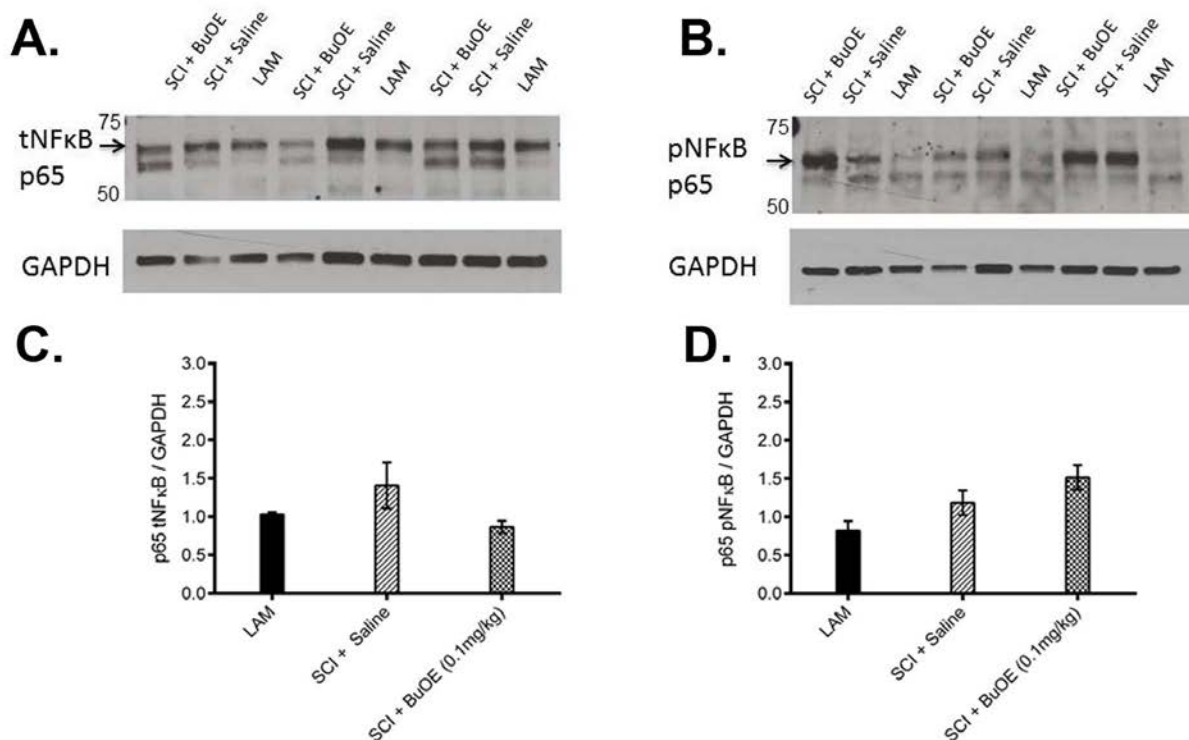 A.
SCI + BuOE
SCI + Saline
LAM
SCI + BuOE
SCI + Saline
LAM
SCI + BuOE
SCI + Saline
LAM
75
tNFκB
p65
50
GAPDH
B.
SCI + BuOE
SCI + Saline
LAM
SCI + BuOE
SCI + Saline
LAM
SCI + BuOE
SCI + Saline
LAM
75
pNFκB
p65
50
GAPDH
C.
p65 tNFκB / GAPDH
3.0
2.5
2.0
1.5
1.0
0.5
0.0
LAM
SCI + Saline
SCI + BuOE (0.1mg/kg)
D.
p65 pNFκB / GAPDH
3.0
2.5
2.0
1.5
1.0
0.5
0.0
LAM
SCI + Saline
SCI + BuOE (0.1mg/kg)